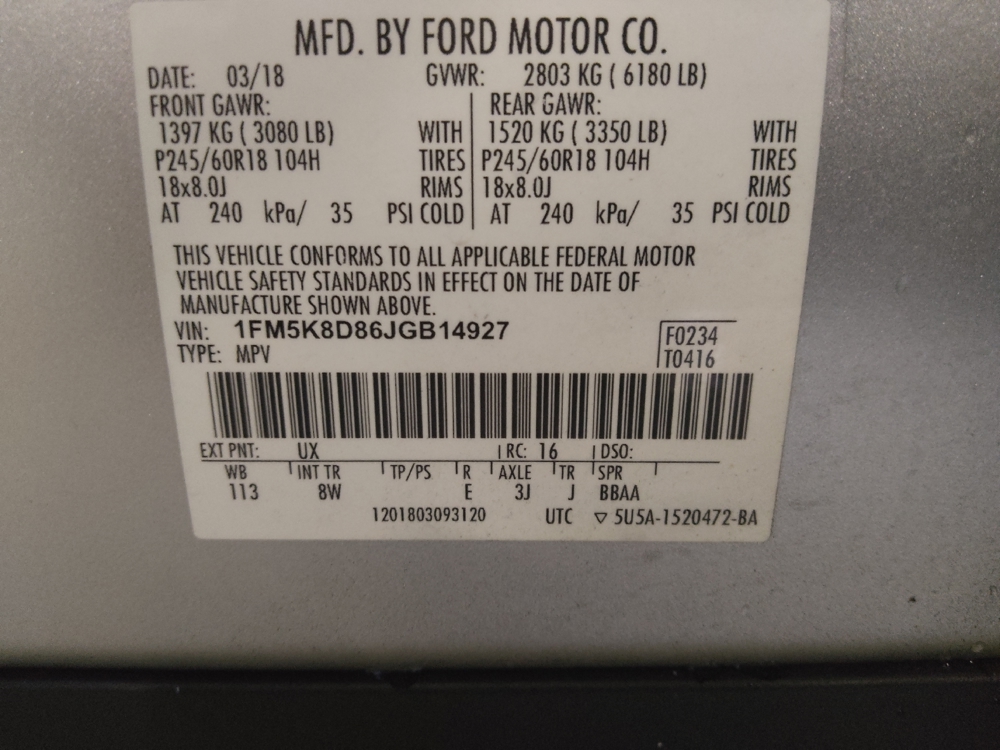 MFD. BY FORD MOTOR CO.
DATE: 03/18 GVWR: 2803 KG ( 6180 LB)
FRONT GAWR: REAR GAWR:
1397 KG ( 3080 LB) WITH 1520 KG ( 3350 LB) WITH
P245/60R18 104H TIRES P245/60R18 104H TIRES
18x8.0J RIMS 18x8.0J RIMS
AT 240 kPa/ 35 PSI COLD AT 240 kPa/ 35 PSI COLD
THIS VEHICLE CONFORMS TO ALL APPLICABLE FEDERAL MOTOR
VEHICLE SAFETY STANDARDS IN EFFECT ON THE DATE OF
MANUFACTURE SHOWN ABOVE.
VIN: 1FM5K8D86JGB14927 F0234
TYPE: MPV T0416
EXT PNT: UX RC: 16 DSO:
WB INT TR TP/PS R AXLE TR SPR
113 8W E 3J J BBAA
1201803093120 UTC ▽ 5U5A-1520472-BA